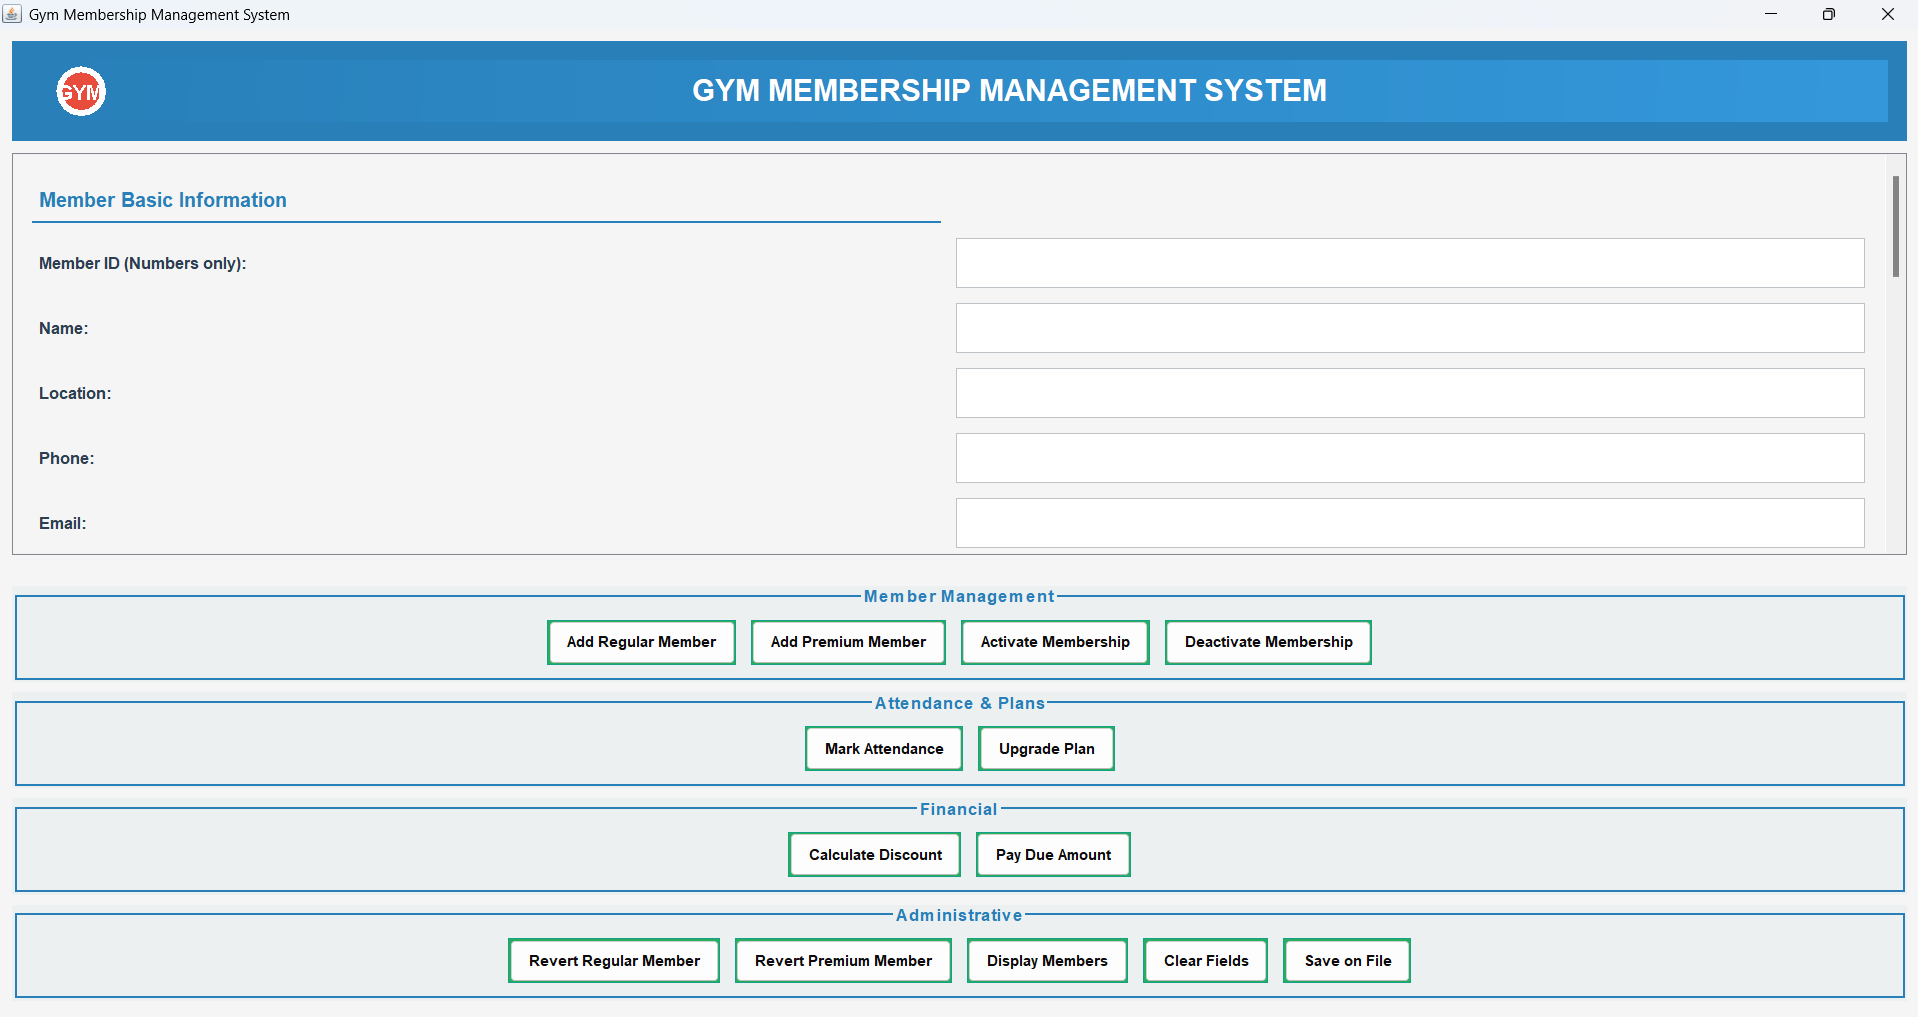 Gym Membership Management System
GYM
GYM MEMBERSHIP MANAGEMENT SYSTEM
Member Basic Information
Member ID (Numbers only):
Name:
Location:
Phone:
Email:
Member Management
Add Regular Member Add Premium Member Activate Membership Deactivate Membership
Attendance & Plans
Mark Attendance Upgrade Plan
Financial
Calculate Discount Pay Due Amount
Administrative
Revert Regular Member Revert Premium Member Display Members Clear Fields Save on File